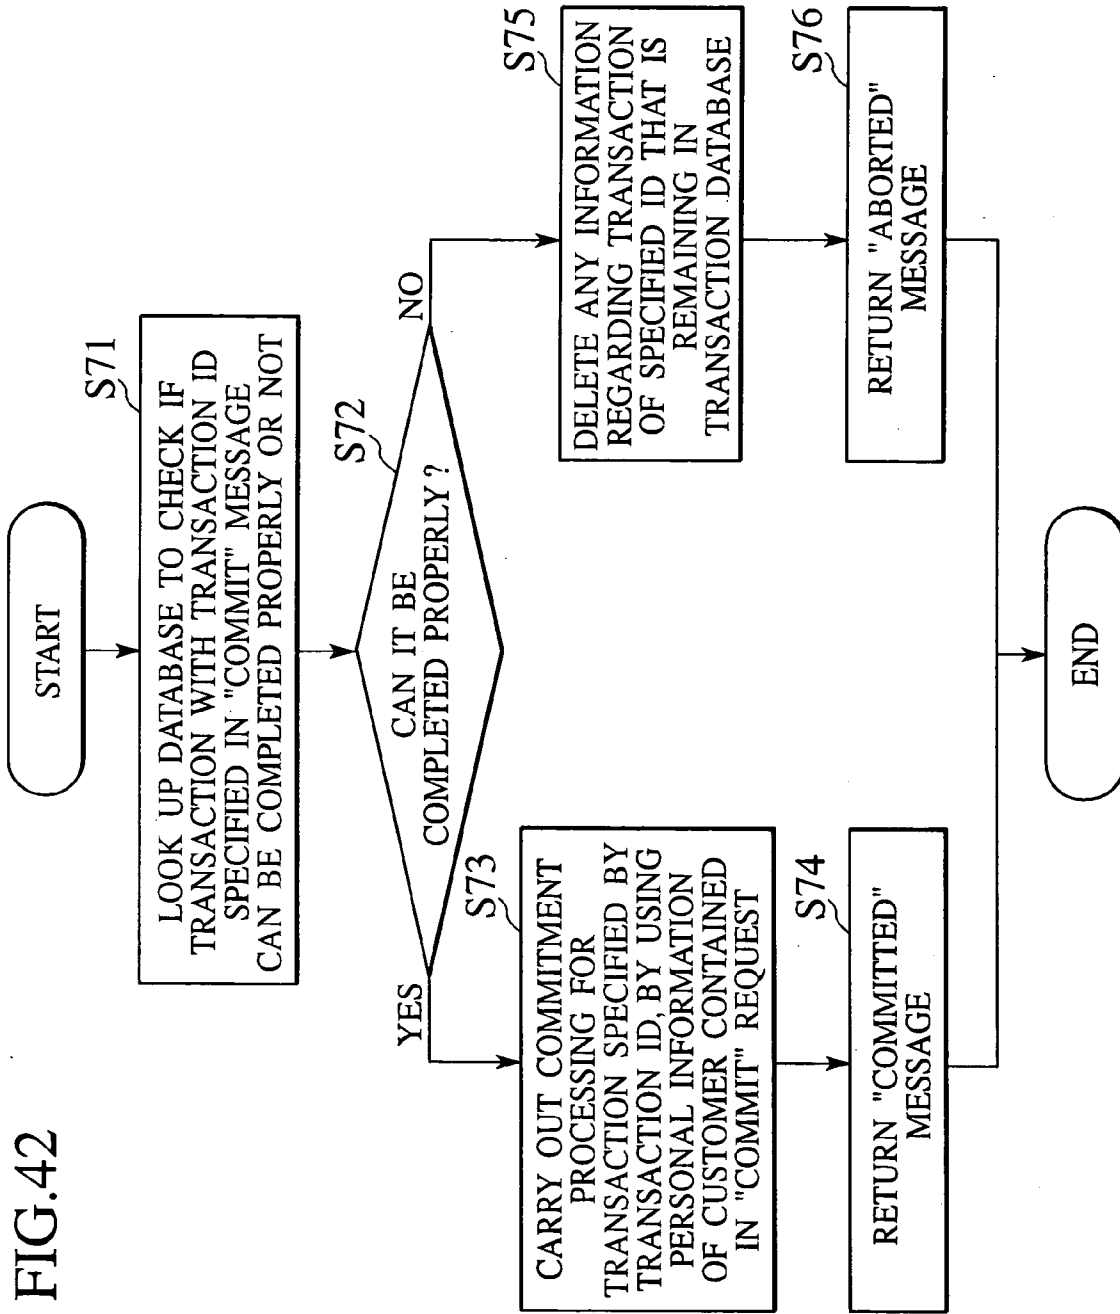 FIG.42
START
S71
LOOK UP DATABASE TO CHECK IF
TRANSACTION WITH TRANSACTION ID
SPECIFIED IN "COMMIT" MESSAGE
CAN BE COMPLETED PROPERLY OR NOT
S72
CAN IT BE
COMPLETED PROPERLY?
YES
NO
S73
CARRY OUT COMMITMENT
PROCESSING FOR
TRANSACTION SPECIFIED BY
TRANSACTION ID, BY USING
PERSONAL INFORMATION
OF CUSTOMER CONTAINED
IN "COMMIT" REQUEST
S74
RETURN "COMMITTED"
MESSAGE
S75
DELETE ANY INFORMATION
REGARDING TRANSACTION
OF SPECIFIED ID THAT IS
REMAINING IN
TRANSACTION DATABASE
S76
RETURN "ABORTED"
MESSAGE
END